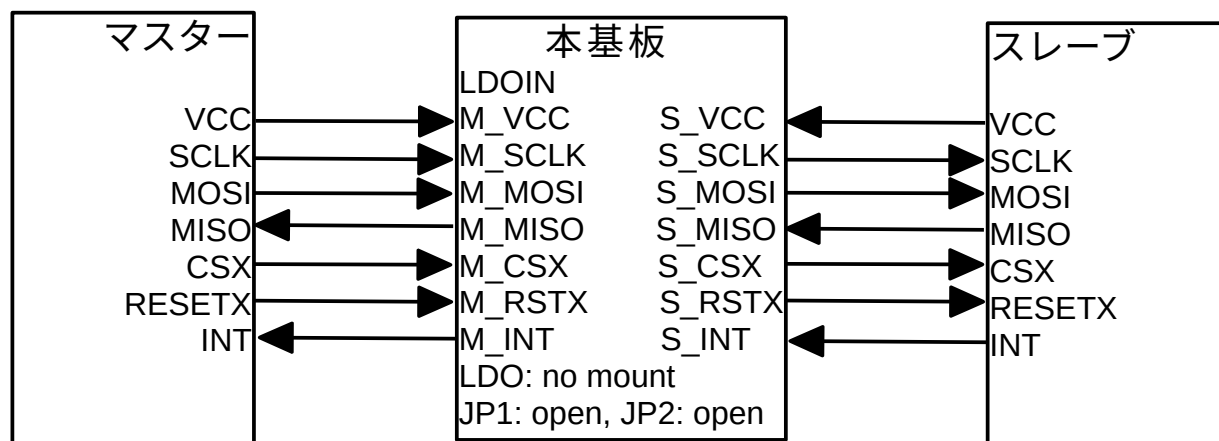 マスター
VCC
SCLK
MOSI
MISO
CSX
RESETX
INT
本基板
LDOIN
M_VCC S_VCC
M_SCLK S_SCLK
M_MOSI S_MOSI
M_MISO S_MISO
M_CSX S_CSX
M_RSTX S_RSTX
M_INT S_INT
LDO: no mount
JP1: open, JP2: open
スレーブ
VCC
SCLK
MOSI
MISO
CSX
RESETX
INT